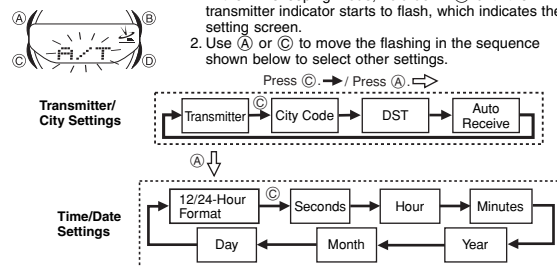 transmitter indicator starts to flash, which indicates the
setting screen.
2. Use Ⓐ or Ⓒ to move the flashing in the sequence
shown below to select other settings.
Press Ⓒ. ➞ / Press Ⓐ. ⇨
Ⓐ Ⓑ
A/T
Ⓒ Ⓓ
Transmitter/
City Settings
Transmitter Ⓒ City Code DST Auto
Receive
Ⓐ
Time/Date
Settings
12/24-Hour
Format Ⓒ Seconds Hour Minutes
Day Month Year